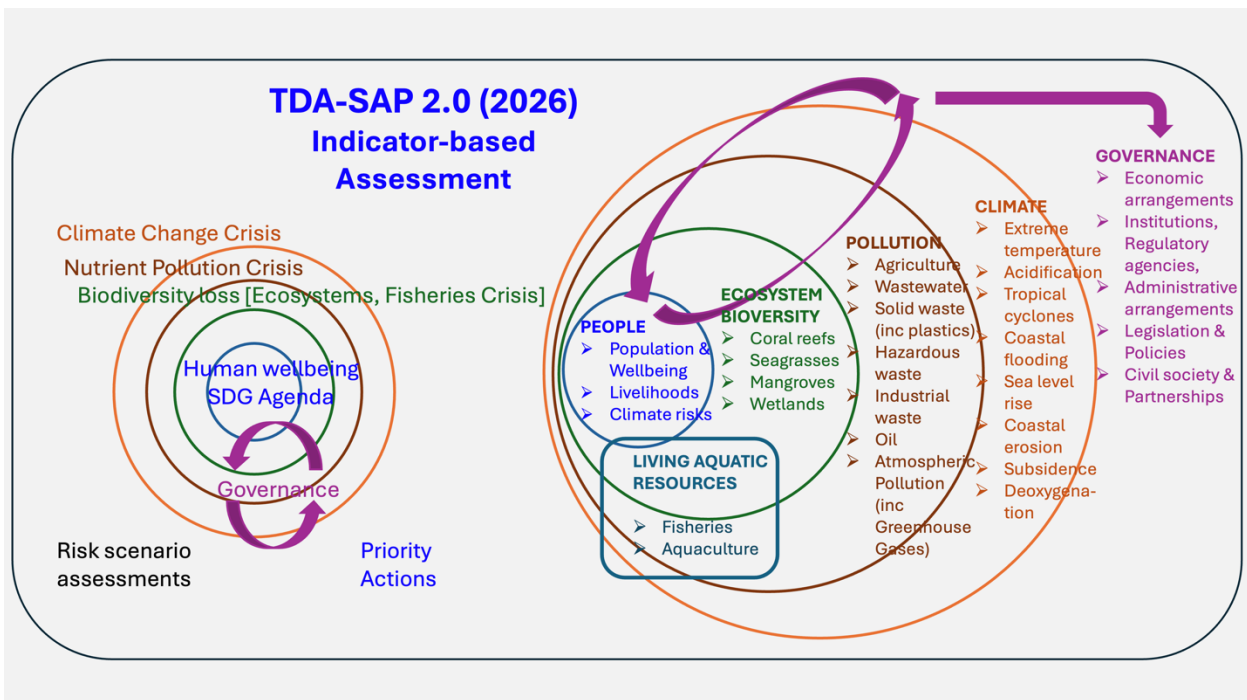 TDA-SAP 2.0 (2026)
Indicator-based
Assessment
Climate Change Crisis
Nutrient Pollution Crisis
Biodiversity loss [Ecosystems, Fisheries Crisis]
Human wellbeing
SDG Agenda
Governance
Risk scenario
assessments
Priority
Actions
PEOPLE
Population &
Wellbeing
Livelihoods
Climate risks
ECOSYSTEM
BIOVERSITY
Coral reefs
Seagrasses
Mangroves
Wetlands
LIVING AQUATIC
RESOURCES
Fisheries
Aquaculture
POLLUTION
Agriculture
Wastewater
Solid waste
(inc plastics)
Hazardous
waste
Industrial
waste
Oil
Atmospheric
Pollution
(inc
Greenhouse
Gases)
CLIMATE
Extreme
temperature
Acidification
Tropical
cyclones
Coastal
flooding
Sea level
rise
Coastal
erosion
Subsidence
Deoxygena-
tion
GOVERNANCE
Economic
arrangements
Institutions,
Regulatory
agencies,
Administrative
arrangements
Legislation &
Policies
Civil society &
Partnerships